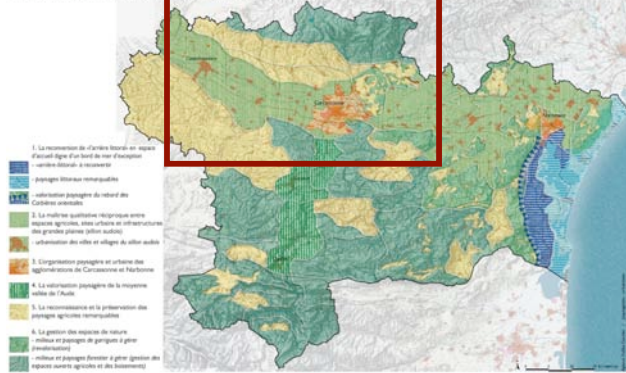 1. La reconversion de «l'arrière littoral» en espace
d'accueil digne d'un bord de mer d'exception
- «arrière littoral» à reconvertir
- paysages littoraux remarquables
- valorisation paysagère du rebord des
Corbières orientales
2. La maîtrise qualitative réciproque entre
espaces agricoles, sites urbains et infrastructures
des grandes plaines (sillon audois)
- urbanisation des villes et villages du sillon audois
3. L'organisation paysagère et urbaine des
agglomérations de Carcassonne et Narbonne
4. La valorisation paysagère de la moyenne
vallée de l'Aude
5. La reconnaissance et la préservation des
paysages agricoles remarquables
6. La gestion des espaces de nature
- milieux et paysages de garrigues à gérer
(revalorisation)
- milieux et paysages forestier à gérer (gestion des
espaces ouverts agricoles et des boisements)
Carcassonne
Narbonne